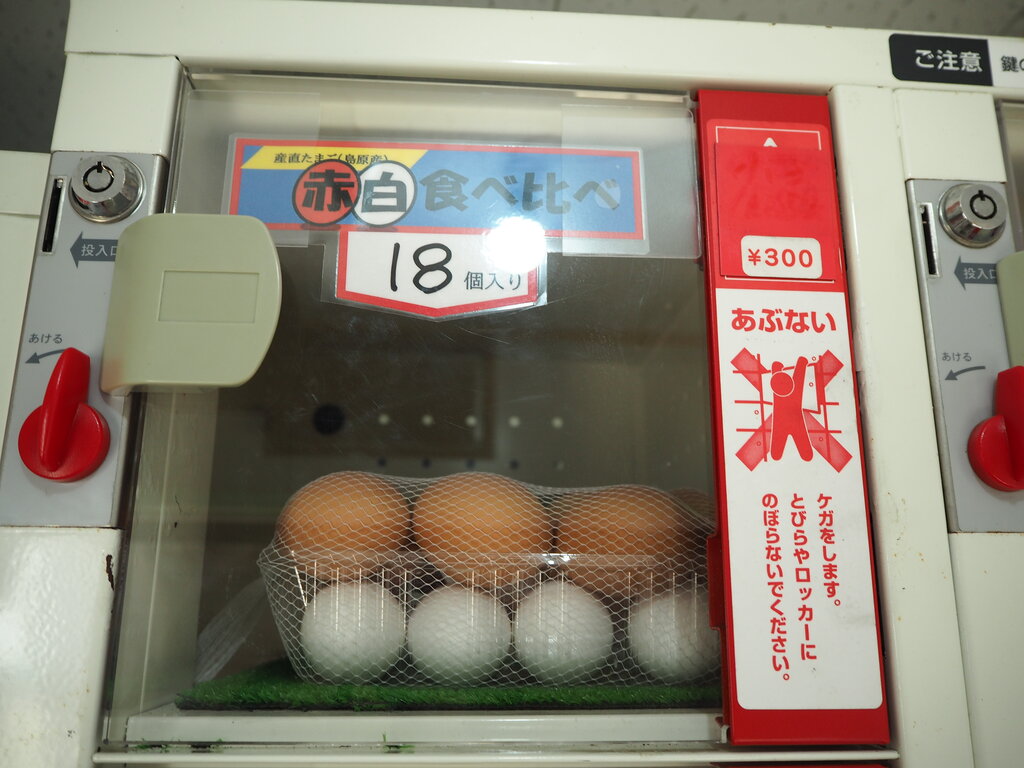 ご注意 鍵の
産直たまご(島原産)
赤白食べ比べ
18個入り
投入口
あける
¥300
あぶない
ケガをします。
とびらやロッカーに
のぼらないでください。
投入口
あける